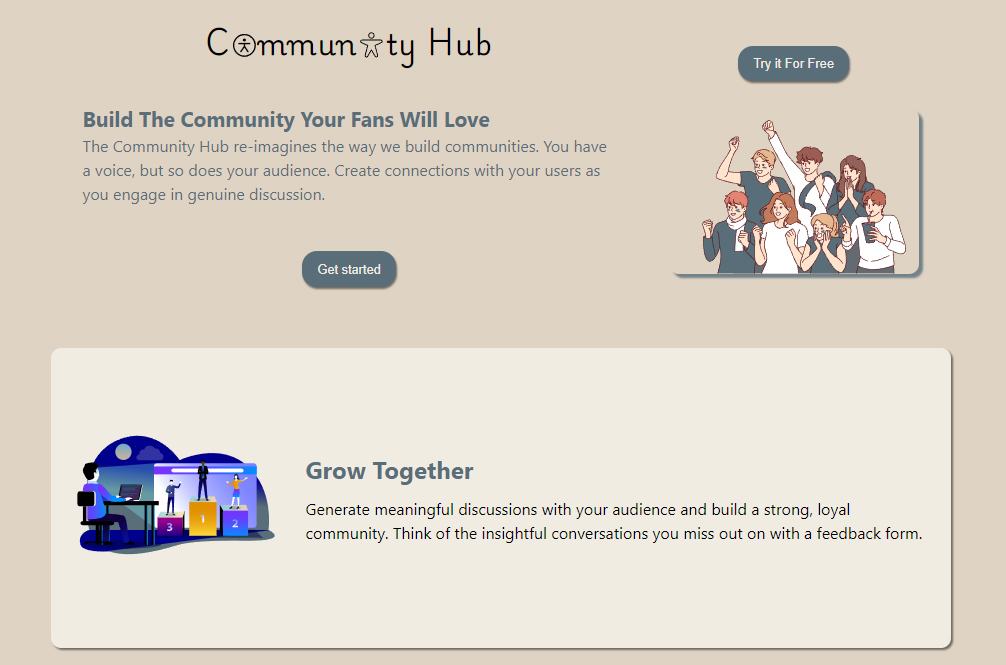 Community Hub
Try it For Free
Build The Community Your Fans Will Love
The Community Hub re-imagines the way we build communities. You have
a voice, but so does your audience. Create connections with your users as
you engage in genuine discussion.
Get started
3
1
2
Grow Together
Generate meaningful discussions with your audience and build a strong, loyal
community. Think of the insightful conversations you miss out on with a feedback form.